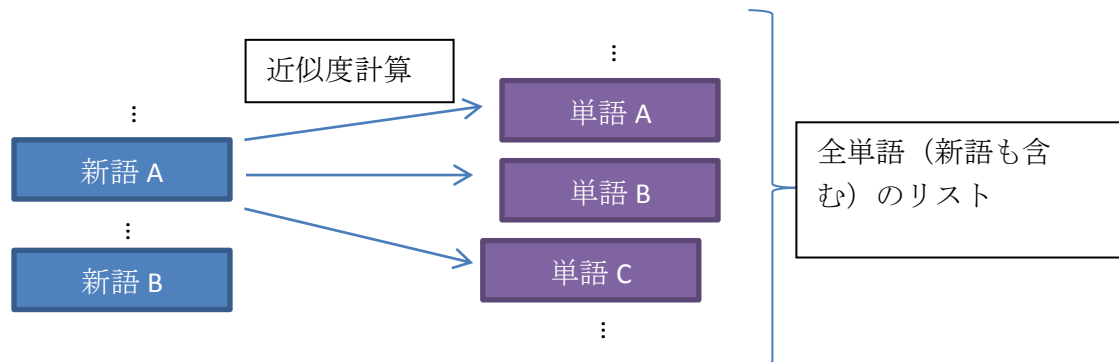 近似度計算
⋮
単語 A
⋮
新語 A
単語 B
全単語（新語も含
む）のリスト
⋮
新語 B
単語 C
⋮